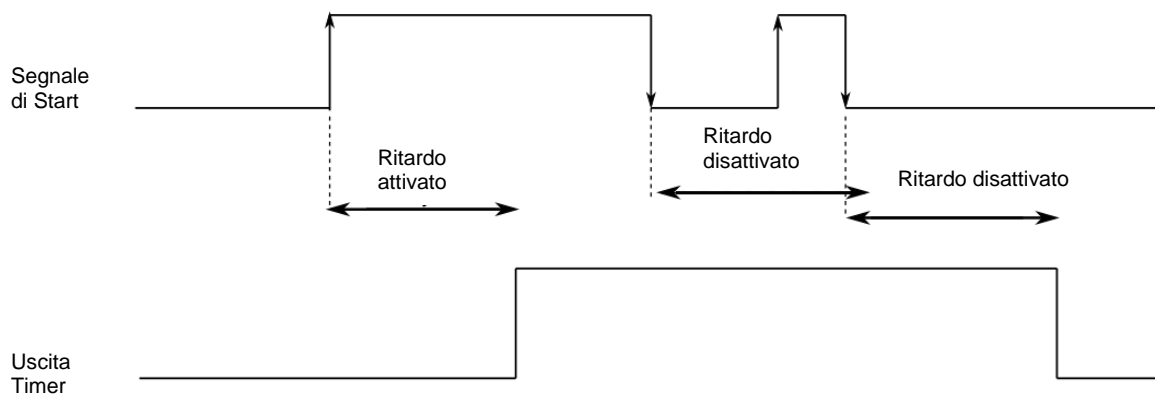 Segnale
di Start
Ritardo
attivato
Ritardo
disattivato
Ritardo disattivato
Uscita
Timer